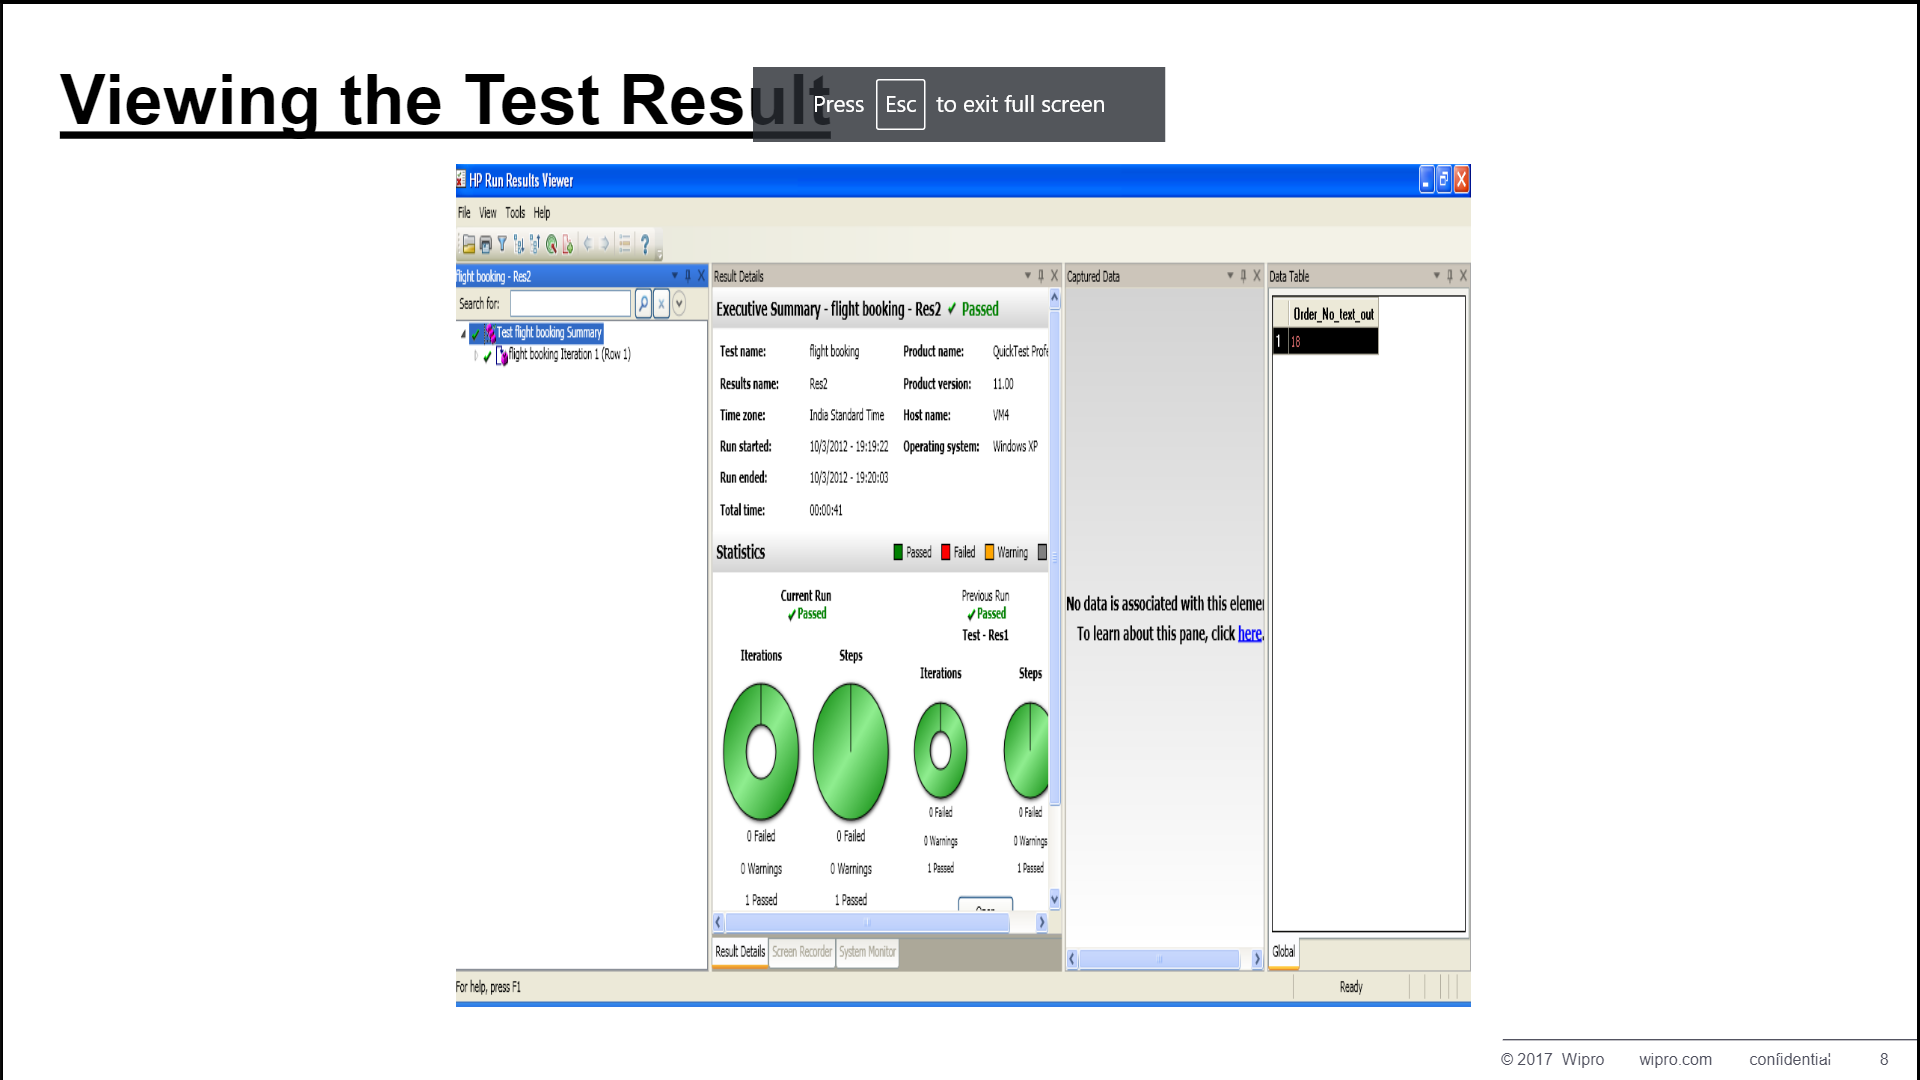 Viewing the Test Result
Press Esc to exit full screen
HP Run Results Viewer
File View Tools Help
flight booking - Res2
Search for:
Test flight booking Summary
flight booking Iteration 1 (Row 1)
Result Details
Executive Summary - flight booking - Res2 ✓ Passed
Test name: flight booking Product name: QuickTest Profe
Results name: Res2 Product version: 11.00
Time zone: India Standard Time Host name: VM4
Run started: 10/3/2012 - 19:19:22 Operating system: Windows XP
Run ended: 10/3/2012 - 19:20:03
Total time: 00:00:41
Statistics Passed Failed Warning
Current Run
✓ Passed
Iterations Steps
0 Failed 0 Failed
0 Warnings 0 Warnings
1 Passed 1 Passed
Previous Run
✓ Passed
Test - Res1
Iterations Steps
0 Failed 0 Failed
0 Warnings 0 Warnings
1 Passed 1 Passed
Result Details Screen Recorder System Monitor
Captured Data
No data is associated with this elemen
To learn about this pane, click here.
Data Table
Order_No_text_out
1 18
Global
For help, press F1
Ready
© 2017 Wipro wipro.com confidential 8